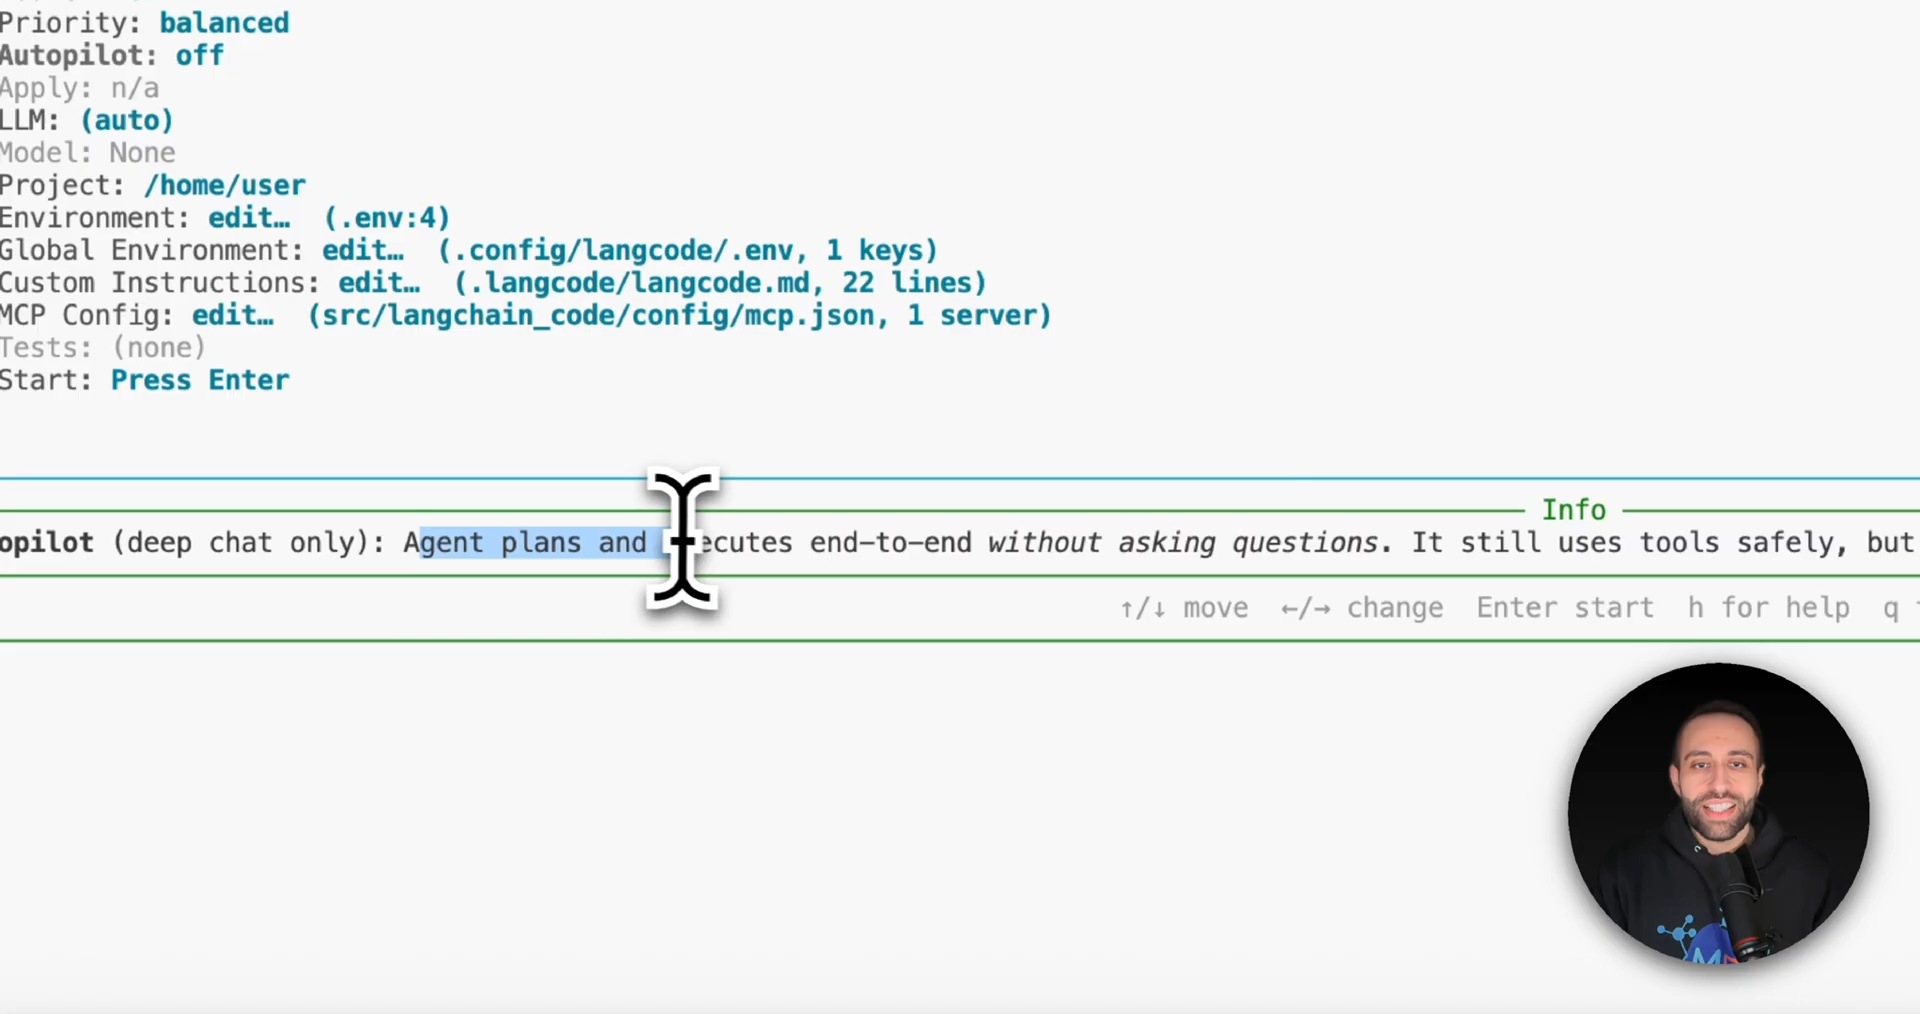 Priority: balanced
Autopilot: off
Apply: n/a
LLM: (auto)
Model: None
Project: /home/user
Environment: edit… (.env:4)
Global Environment: edit… (.config/langcode/.env, 1 keys)
Custom Instructions: edit… (.langcode/langcode.md, 22 lines)
MCP Config: edit… (src/langchain_code/config/mcp.json, 1 server)
Tests: (none)
Start: Press Enter
Info
opilot (deep chat only): Agent plans and ecutes end-to-end without asking questions. It still uses tools safely, but
↑/↓ move ←/→ change Enter start h for help q